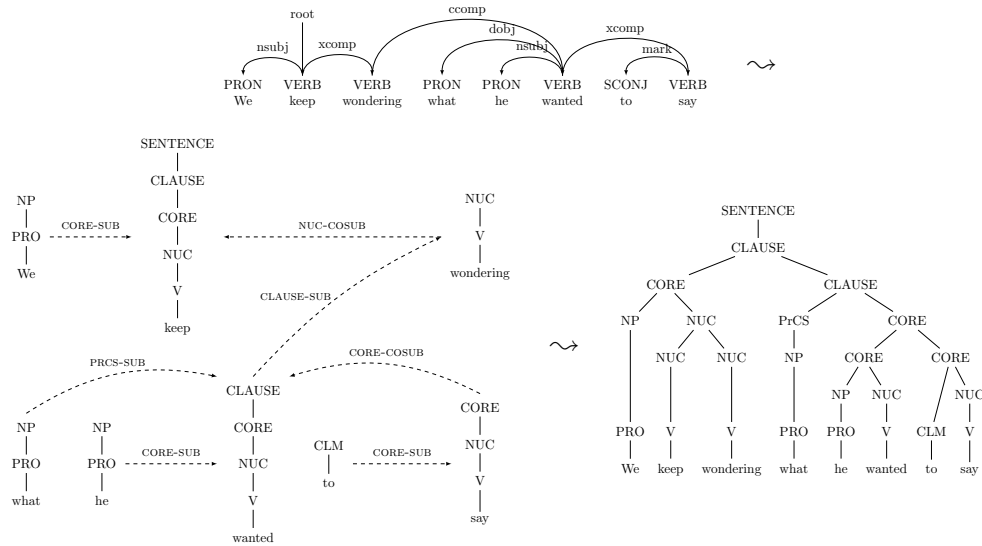 root
ccomp
dobj
xcomp
nsubj
xcomp
nsubj
mark
PRON VERB VERB PRON PRON VERB SCONJ VERB
We keep wondering what he wanted to say
SENTENCE
CLAUSE
NP
NUC
CORE
CORE-SUB
NUC-COSUB
PRO
V
NUC
We
wondering
V
CLAUSE-SUB
keep
CORE-COSUB
PRCS-SUB
CLAUSE
CORE
NP NP CORE
CLM
NUC
CORE-SUB
CORE-SUB
PRO PRO NUC
to
V
what he V
say
wanted
SENTENCE
CLAUSE
CORE CLAUSE
NP NUC PrCS CORE
NUC NUC NP CORE CORE
NP NUC NUC
PRO V V PRO PRO V CLM V
We keep wondering what he wanted to say